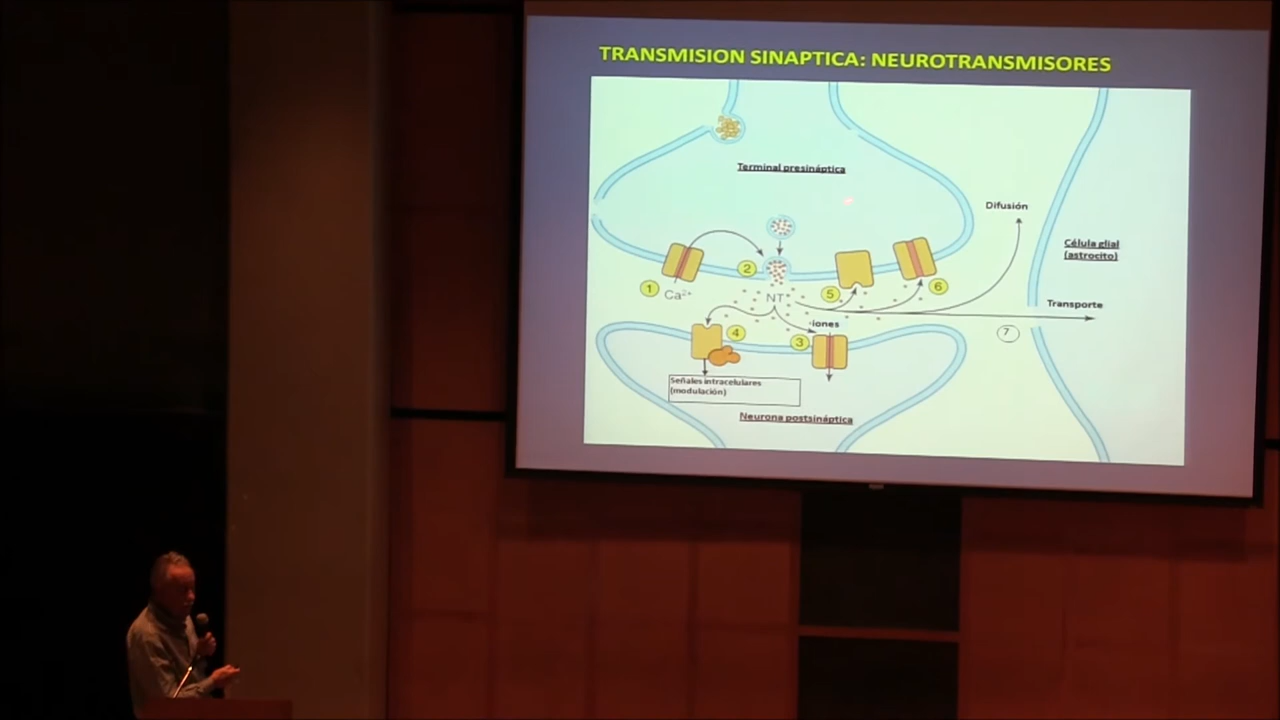 TRANSMISION SINAPTICA: NEUROTRANSMISORES
Terminal presináptica
Difusión
Célula glial
(astrocito)
2
1
Ca²⁺
NT
5
6
Transporte
7
4
3
iones
Señales intracelulares
(modulación)
Neurona postsináptica